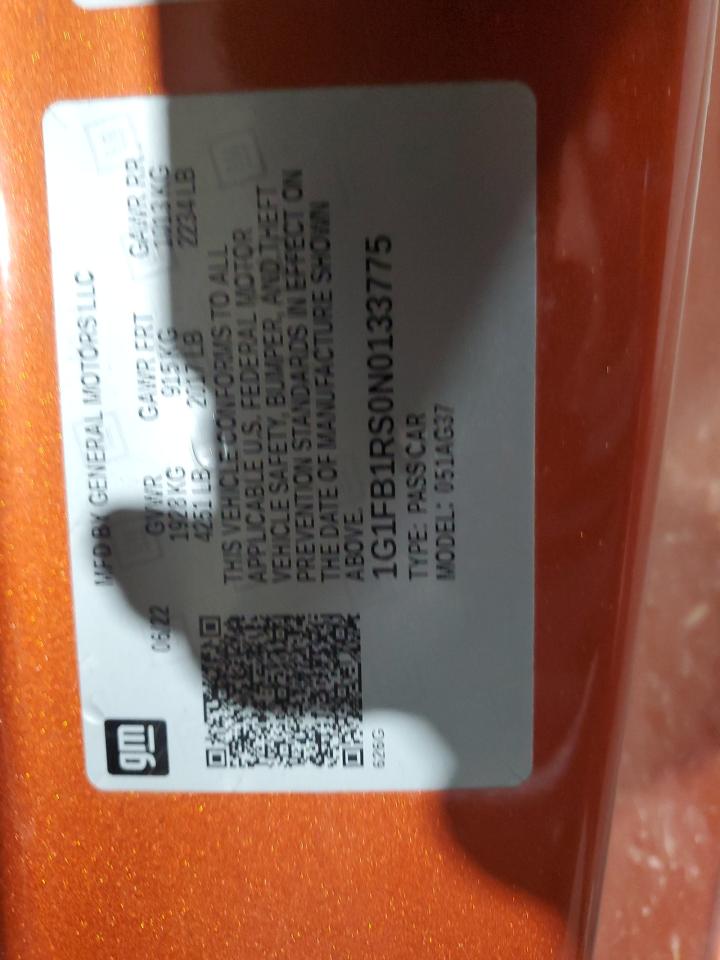 gm
MFD BY GENERAL MOTORS LLC
06/22
GVWR GAWR FRT GAWR RR
1928 KG 915 KG 1013 KG
4251 LB LB 2234 LB
THIS VEHICLE CONFORMS TO ALL
APPLICABLE U.S. FEDERAL MOTOR
VEHICLE SAFETY, BUMPER, AND THEFT
PREVENTION STANDARDS IN EFFECT ON
THE DATE OF MANUFACTURE SHOWN
ABOVE.
1G1FB1RS0N0133775
TYPE: PASS CAR
MODEL: 051AG37
626G